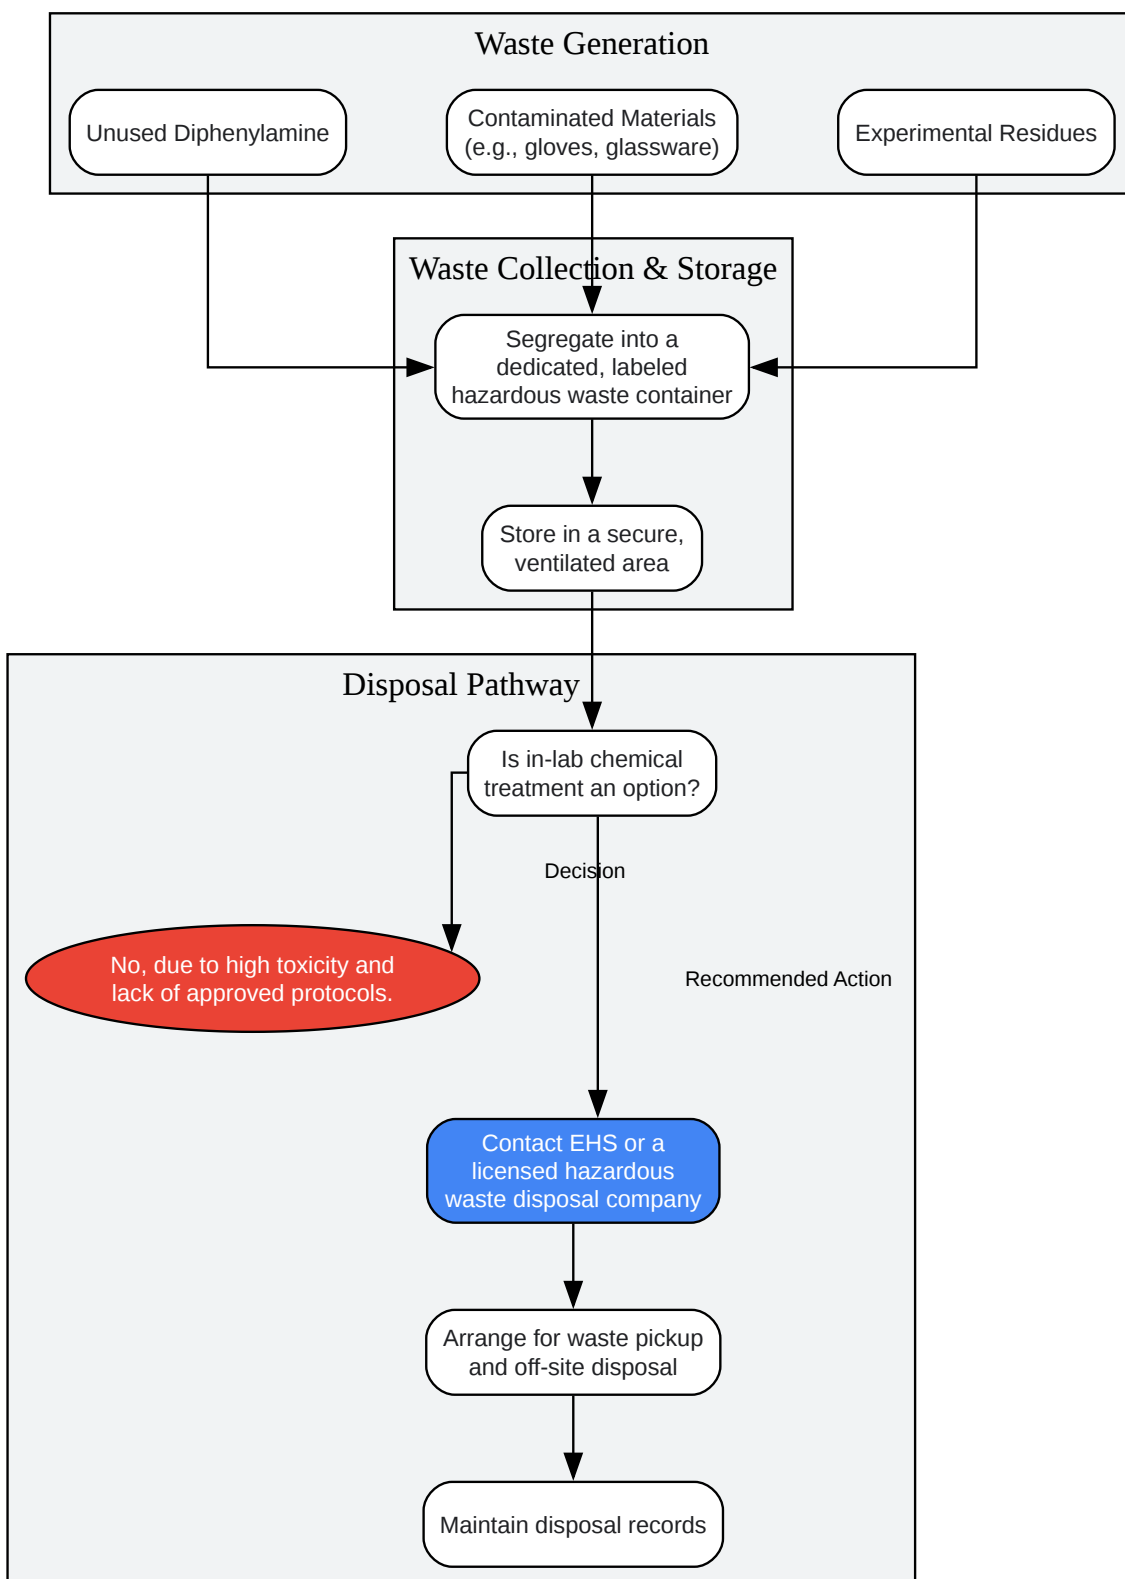 Waste Generation
Unused Diphenylamine
Contaminated Materials
(e.g., gloves, glassware)
Experimental Residues
Waste Collection & Storage
Segregate into a
dedicated, labeled
hazardous waste container
Store in a secure,
ventilated area
Disposal Pathway
Is in-lab chemical
treatment an option?
Decision
No, due to high toxicity and
lack of approved protocols.
Recommended Action
Contact EHS or a
licensed hazardous
waste disposal company
Arrange for waste pickup
and off-site disposal
Maintain disposal records